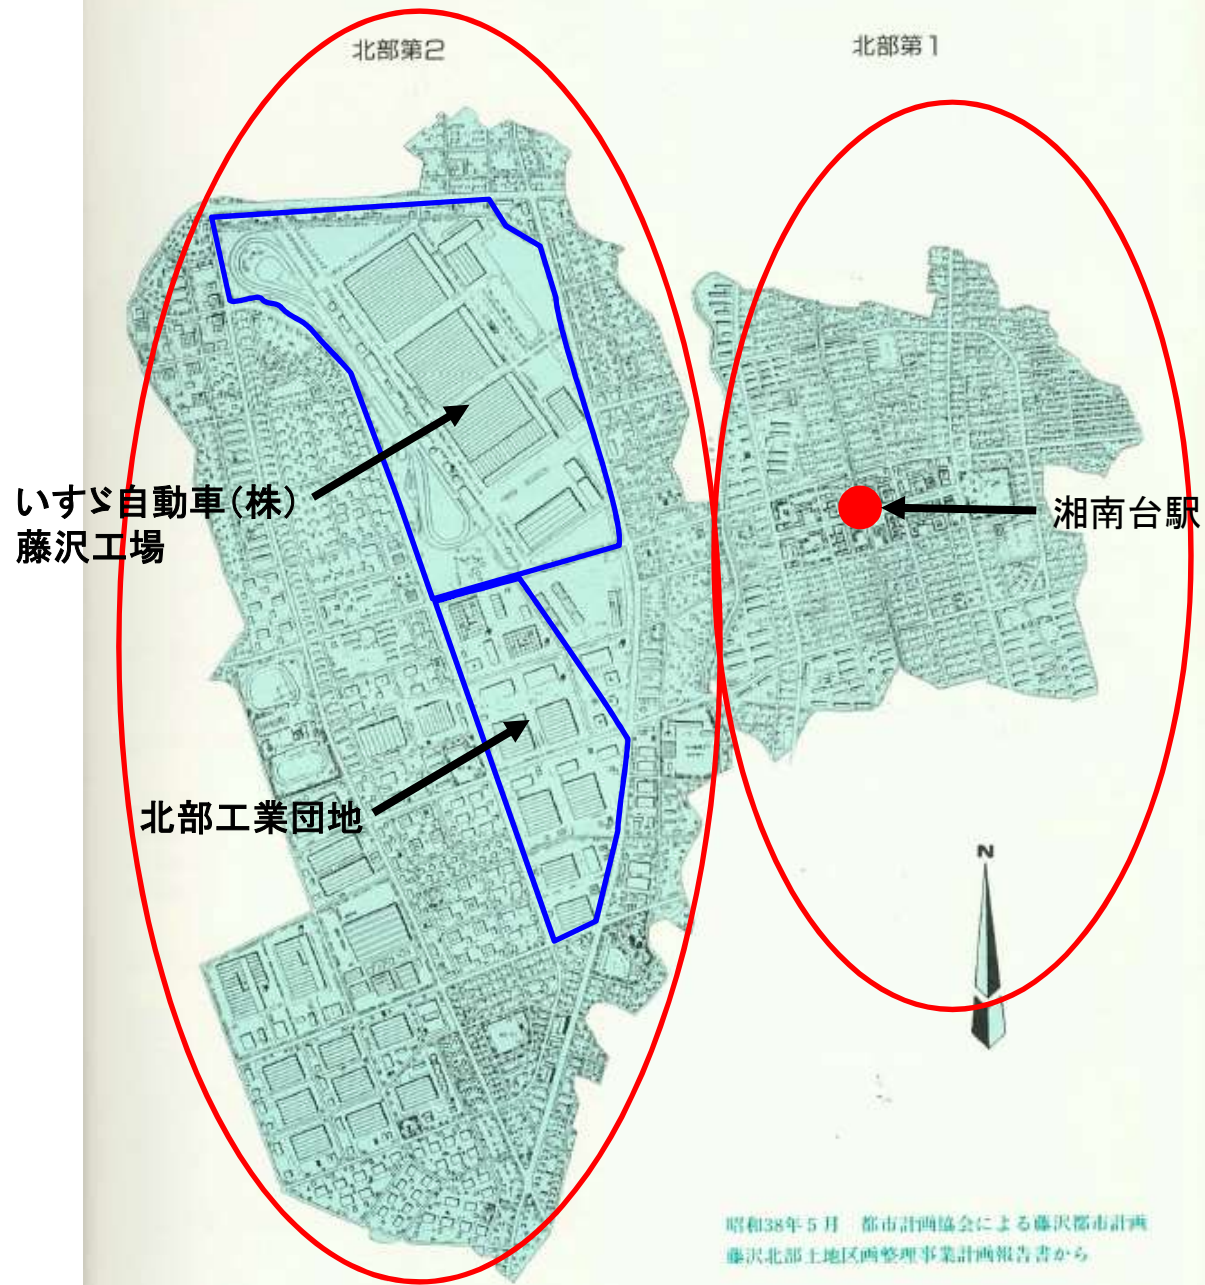 北部第2
北部第1
いすゞ自動車(株)
藤沢工場
湘南台駅
北部工業団地
N
昭和38年5月 都市計画協会による藤沢都市計画
藤沢北部土地区画整理事業計画報告書から